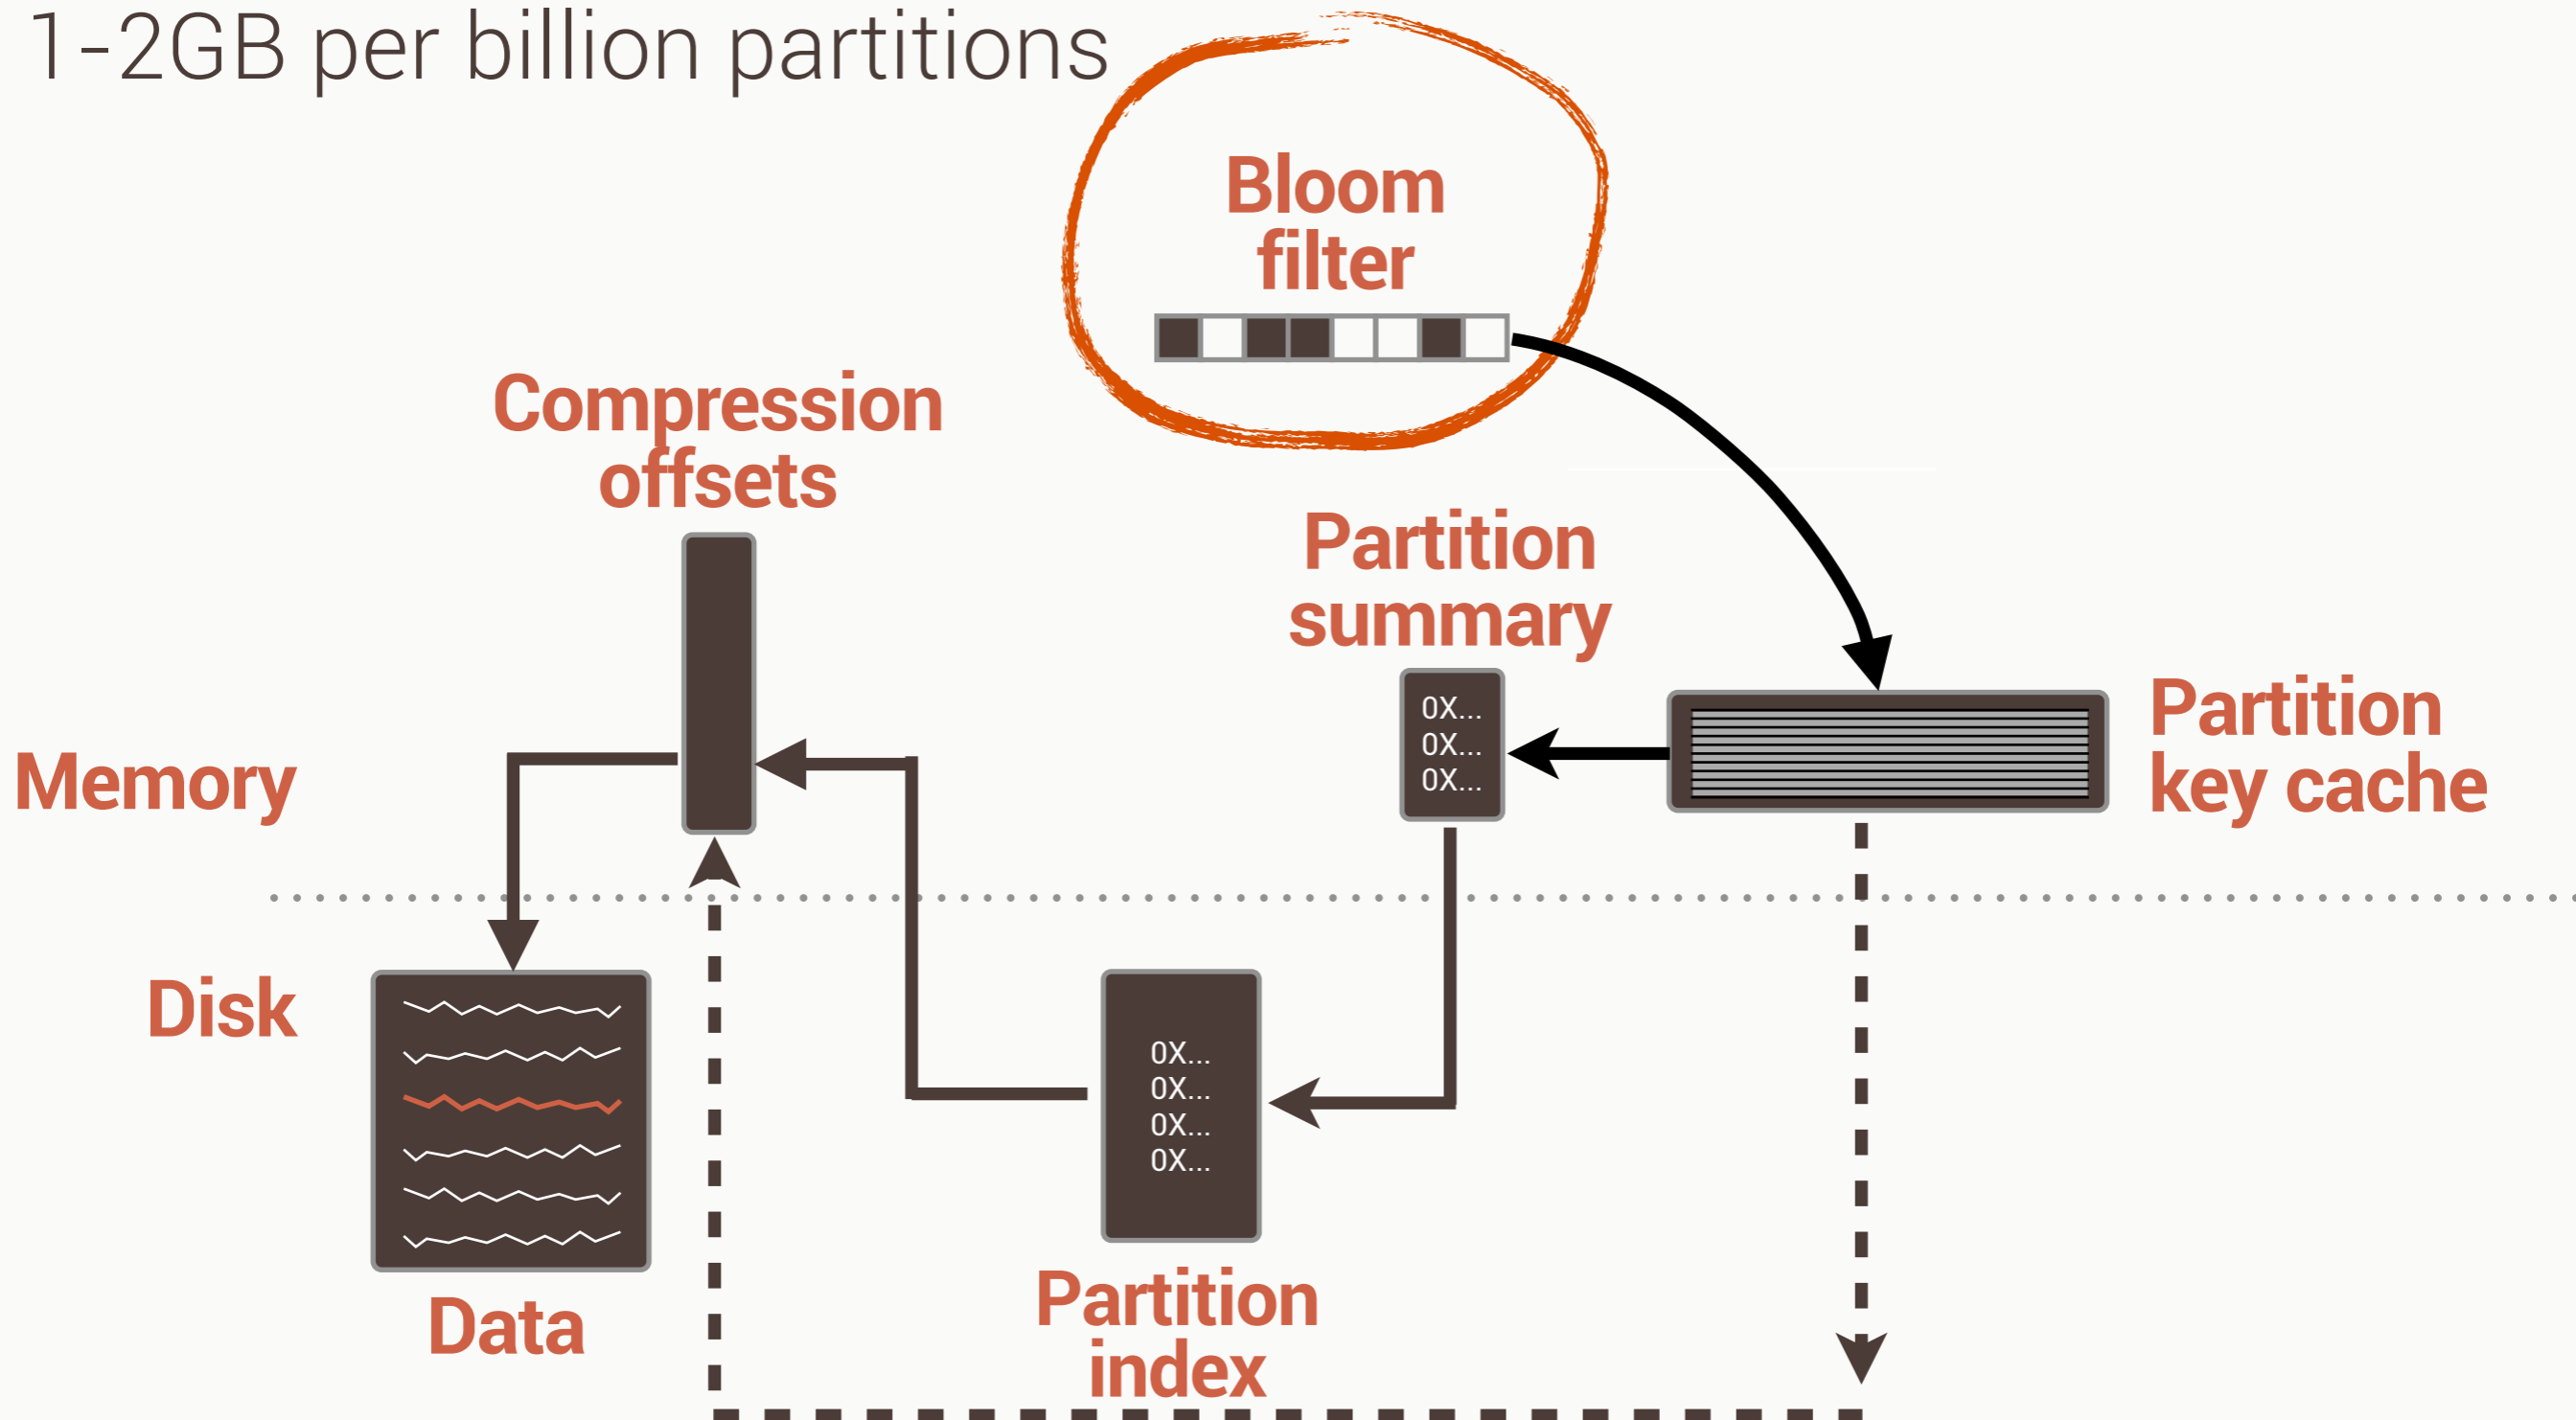 1-2GB per billion partitions
Bloom
filter
Compression
offsets
Partition
summary
0X...
0X...
0X...
Partition
key cache
Memory
Disk
0X...
0X...
0X...
0X...
Data
Partition
index